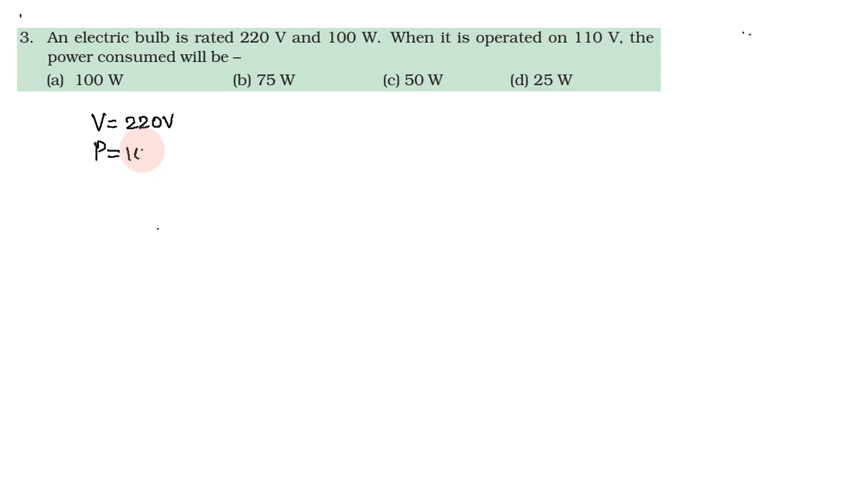 3. An electric bulb is rated 220 V and 100 W. When it is operated on 110 V, the
power consumed will be –
(a) 100 W (b) 75 W (c) 50 W (d) 25 W
V= 220V
P=